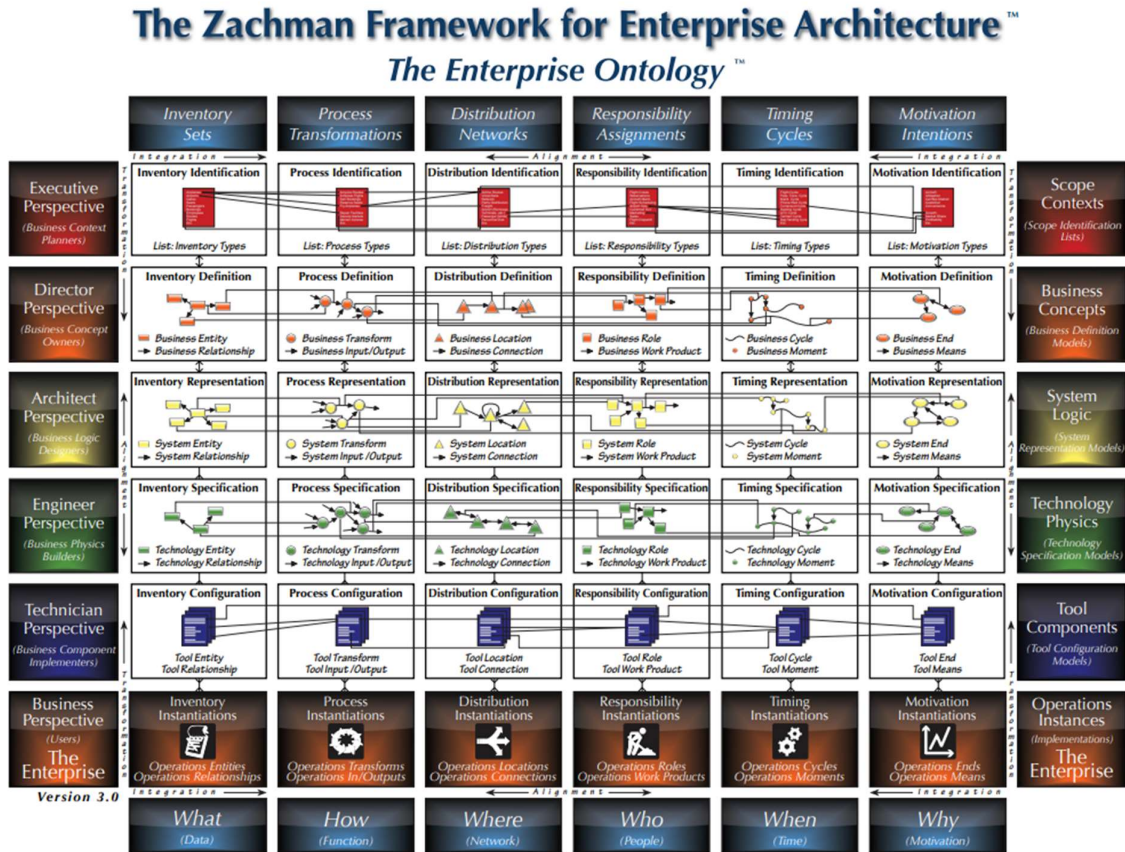 The Zachman Framework for Enterprise Architecture™
The Enterprise Ontology™
Inventory
Sets
Process
Transformations
Distribution
Networks
Responsibility
Assignments
Timing
Cycles
Motivation
Intentions
Integration
Alignment
Integration
Executive
Perspective
(Business Context
Planners)
Transformation
Inventory Identification
List: Inventory Types
Process Identification
List: Process Types
Distribution Identification
List: Distribution Types
Responsibility Identification
List: Responsibility Types
Timing Identification
List: Timing Types
Motivation Identification
List: Motivation Types
Transformation
Scope
Contexts
(Scope Identification
Lists)
Director
Perspective
(Business Concept
Owners)
Inventory Definition
Business Entity
Business Relationship
Process Definition
Business Transform
Business Input/Output
Distribution Definition
Business Location
Business Connection
Responsibility Definition
Business Role
Business Work Product
Timing Definition
Business Cycle
Business Moment
Motivation Definition
Business End
Business Means
Business
Concepts
(Business Definition
Models)
Architect
Perspective
(Business Logic
Designers)
Alignment
Inventory Representation
System Entity
System Relationship
Process Representation
System Transform
System Input /Output
Distribution Representation
System Location
System Connection
Responsibility Representation
System Role
System Work Product
Timing Representation
System Cycle
System Moment
Motivation Representation
System End
System Means
Alignment
System
Logic
(System
Representation Models)
Engineer
Perspective
(Business Physics
Builders)
Inventory Specification
Technology Entity
Technology Relationship
Process Specification
Technology Transform
Technology Input /Output
Distribution Specification
Technology Location
Technology Connection
Responsibility Specification
Technology Role
Technology Work Product
Timing Specification
Technology Cycle
Technology Moment
Motivation Specification
Technology End
Technology Means
Technology
Physics
(Technology
Specification Models)
Technician
Perspective
(Business Component
Implementers)
Transformation
Inventory Configuration
Tool Entity
Tool Relationship
Process Configuration
Tool Transform
Tool Input /Output
Distribution Configuration
Tool Location
Tool Connection
Responsibility Configuration
Tool Role
Tool Work Product
Timing Configuration
Tool Cycle
Tool Moment
Motivation Configuration
Tool End
Tool Means
Transformation
Tool
Components
(Tool Configuration
Models)
Business
Perspective
(Users)
The
Enterprise
Inventory
Instantiations
Operations Entities
Operations Relationships
Process
Instantiations
Operations Transforms
Operations In/Outputs
Distribution
Instantiations
Operations Locations
Operations Connections
Responsibility
Instantiations
Operations Roles
Operations Work Products
Timing
Instantiations
Operations Cycles
Operations Moments
Motivation
Instantiations
Operations Ends
Operations Means
Operations
Instances
(Implementations)
The
Enterprise
Version 3.0
Integration
Alignment
Integration
What
(Data)
How
(Function)
Where
(Network)
Who
(People)
When
(Time)
Why
(Motivation)